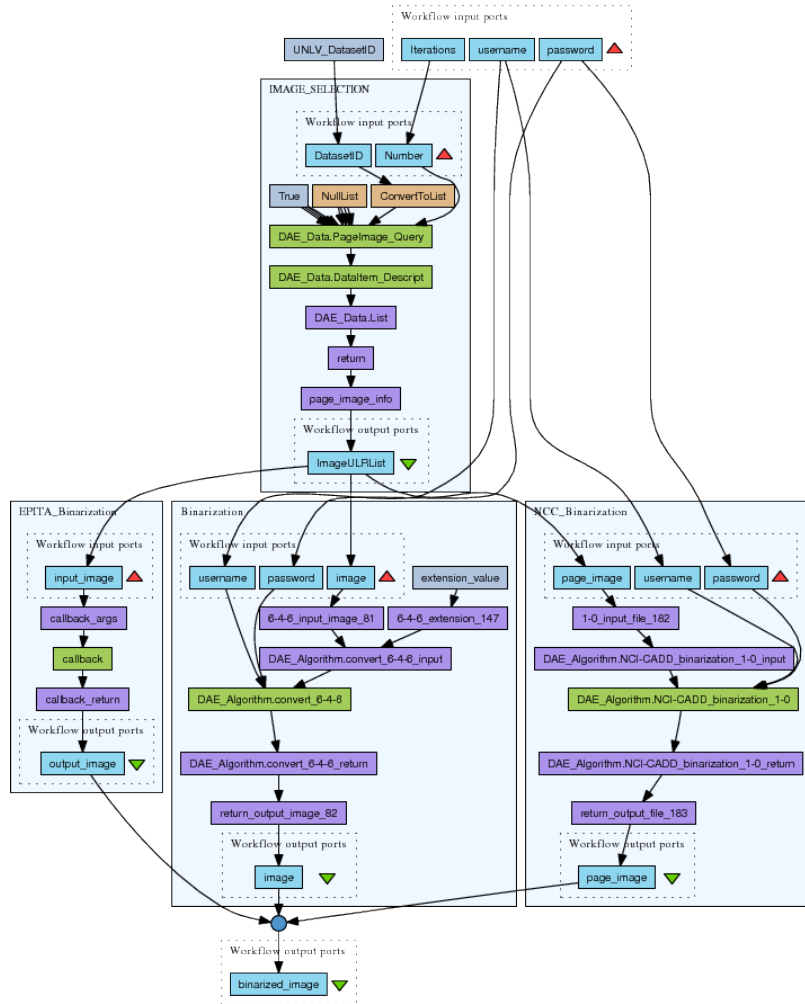 Workflow input ports
UNLV_DatasetID
Iterations
username
password
IMAGE_SELECTION
Workflow input ports
DatasetID
Number
True
NullList
ConvertToList
DAE_Data.PageImage_Query
DAE_Data.DataItem_Descript
DAE_Data.List
return
page_image_info
Workflow output ports
ImageULRList
EPITA_Binarization
Workflow input ports
input_image
callback_args
callback
callback_return
Workflow output ports
output_image
Binarization
Workflow input ports
username
password
image
extension_value
6-4-6_input_image_81
6-4-6_extension_147
DAE_Algorithm.convert_6-4-6_input
DAE_Algorithm.convert_6-4-6
DAE_Algorithm.convert_6-4-6_return
return_output_image_82
Workflow output ports
image
NCC_Binarization
Workflow input ports
page_image
username
password
1-0_input_file_182
DAE_Algorithm.NCI-CADD_binarization_1-0_input
DAE_Algorithm.NCI-CADD_binarization_1-0
DAE_Algorithm.NCI-CADD_binarization_1-0_return
return_output_file_183
Workflow output ports
page_image
Workflow output ports
binarized_image